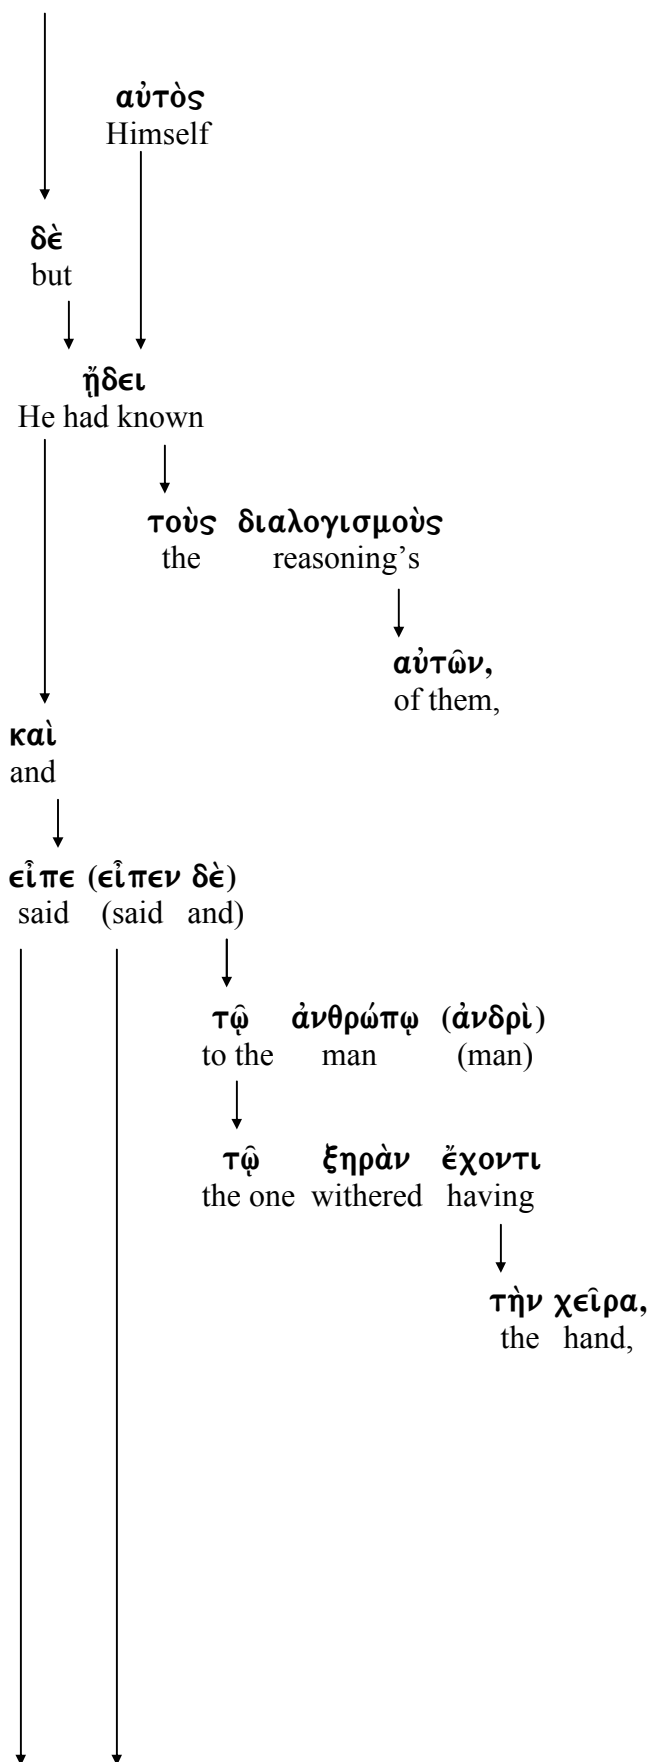 αὐτὸς
Himself
δὲ
but
ᾔδει
He had known
τοὺς διαλογισμοὺς
the reasoning’s
αὐτῶν,
of them,
καὶ
and
εἶπε (εἶπεν δὲ)
said (said and)
τῷ ἀνθρώπῳ (ἀνδρὶ)
to the man (man)
τῷ ξηρὰν ἔχοντι
the one withered having
τὴν χεῖρα,
the hand,